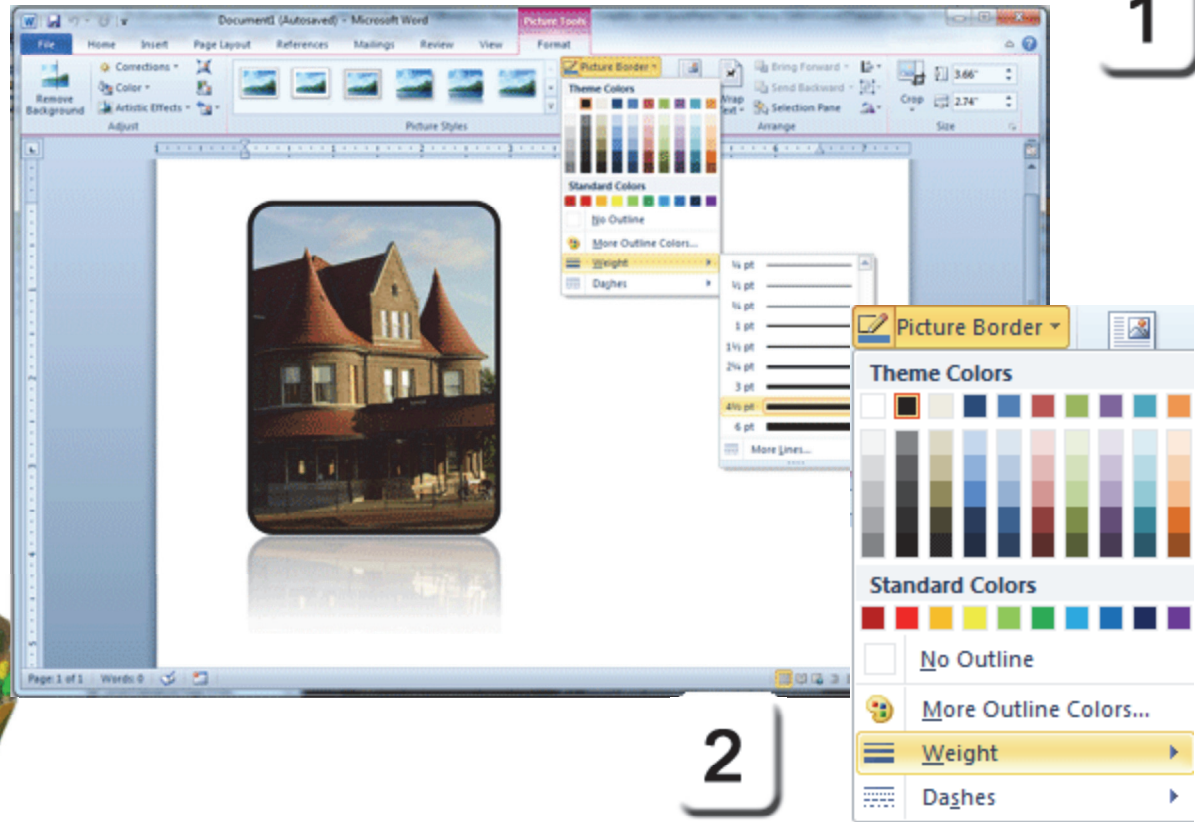 1
Document1 (Autosaved) - Microsoft Word
Picture Tools
File Home Insert Page Layout References Mailings Review View Format
Remove Background
Corrections
Color
Artistic Effects
Adjust
Picture Styles
Picture Border
Wrap Text
Bring Forward
Send Backward
Selection Pane
Arrange
Crop
3.66"
2.74"
Size
Theme Colors
Standard Colors
No Outline
More Outline Colors...
Weight
Dashes
¼ pt
½ pt
¾ pt
1 pt
1½ pt
2¼ pt
3 pt
4½ pt
6 pt
More Lines...
Page: 1 of 1 Words: 0
2
Picture Border
Theme Colors
Standard Colors
No Outline
More Outline Colors...
Weight
Dashes